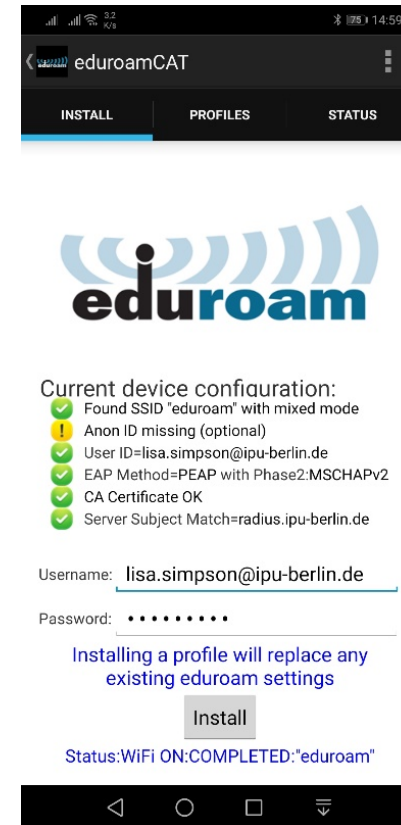 3,2
K/s
75
14:59
eduroam
eduroamCAT
INSTALL
PROFILES
STATUS
eduroam
Current device configuration:
Found SSID "eduroam" with mixed mode
Anon ID missing (optional)
User ID=lisa.simpson@ipu-berlin.de
EAP Method=PEAP with Phase2:MSCHAPv2
CA Certificate OK
Server Subject Match=radius.ipu-berlin.de
Username: lisa.simpson@ipu-berlin.de
Password: •••••••••
Installing a profile will replace any
existing eduroam settings
Install
Status:WiFi ON:COMPLETED:"eduroam"